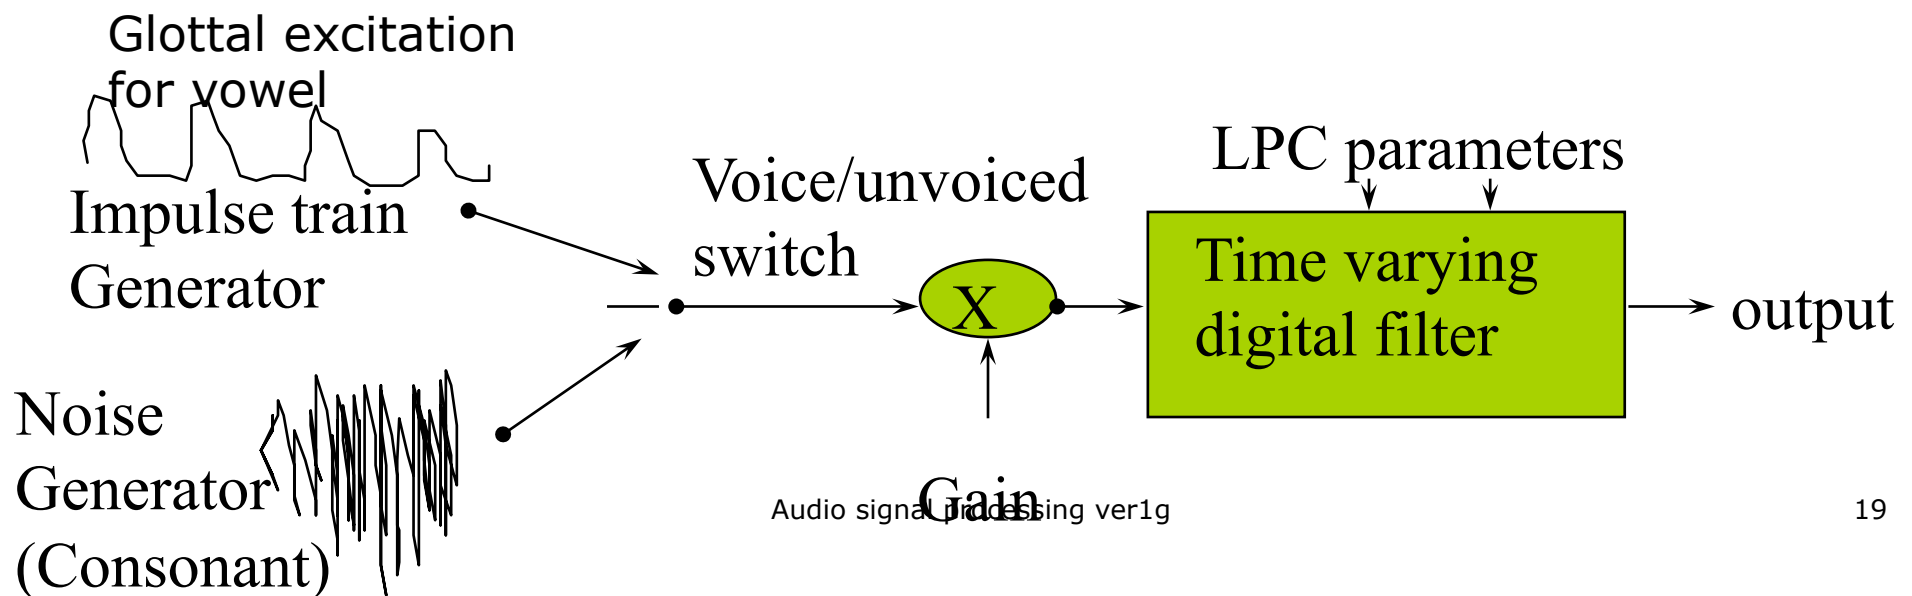 Glottal excitation
for vowel
Impulse train
Generator
Voice/unvoiced
switch
LPC parameters
X
Time varying
digital filter
output
Noise
Generator
(Consonant)
Gain
Audio signal processing ver1g
19